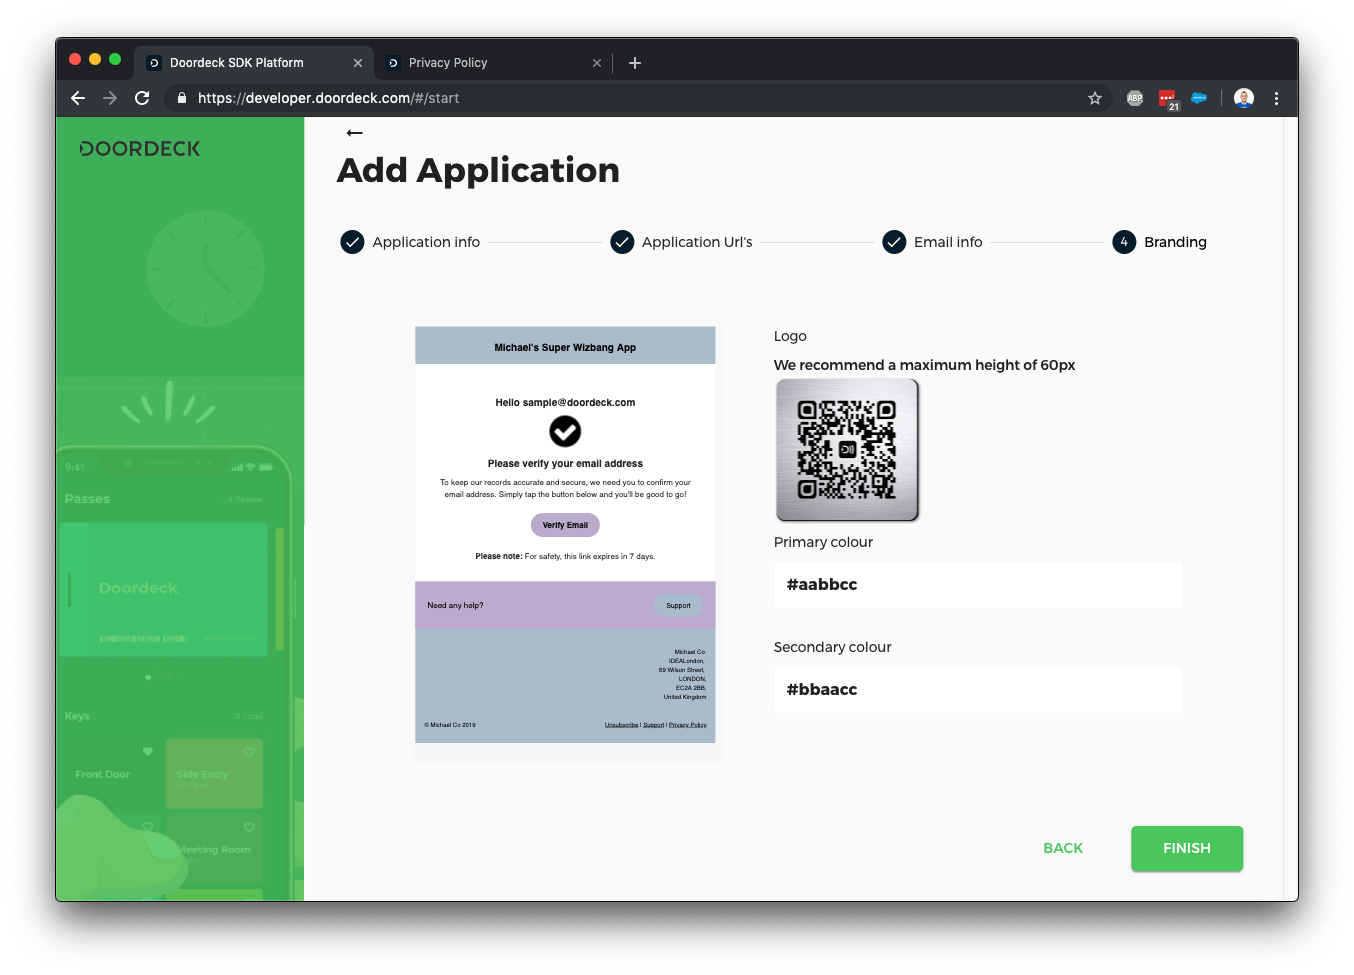 Doordeck SDK Platform
Privacy Policy
https://developer.doordeck.com/#/start
ABP
21
DOORDECK
Add Application
Application info
Application Url's
Email info
4
Branding
Michael's Super Wizbang App
Hello sample@doordeck.com
Please verify your email address
To keep our records accurate and secure, we need you to confirm your
email address. Simply tap the button below and you'll be good to go!
Verify Email
Please note: For safety, this link expires in 7 days.
Need any help?
Support
Michael Co
IDEALondon,
69 Wilson Street,
LONDON,
EC2A 2BB,
United Kingdom
© Michael Co 2019
Unsubscribe | Support | Privacy Policy
Logo
We recommend a maximum height of 60px
Primary colour
#aabbcc
Secondary colour
#bbaacc
BACK
FINISH
9:41
Passes
4 Passes
Doordeck
Keys
3 Total
Front Door
Side Entry
Meeting Room